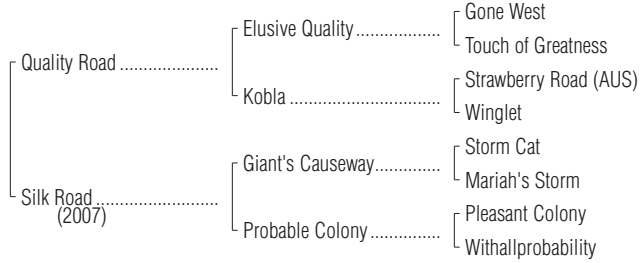 Gone West
Elusive Quality ..................
Touch of Greatness
Quality Road .....................
Strawberry Road (AUS)
Kobla ................................
Winglet
Storm Cat
Giant's Causeway..............
Mariah's Storm
Silk Road ..........................
(2007)
Pleasant Colony
Probable Colony ...............
Withallprobability